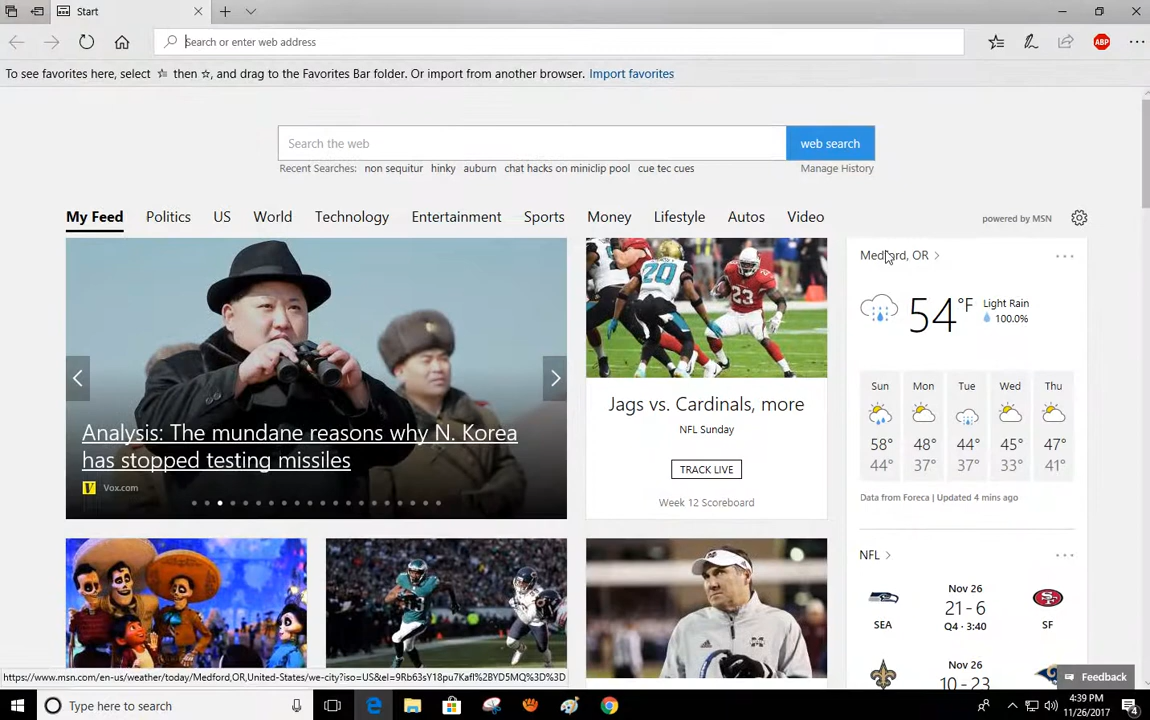 Start
Search or enter web address
ABP
To see favorites here, select ☆ then ☆, and drag to the Favorites Bar folder. Or import from another browser. Import favorites
Search the web
web search
Recent Searches: non sequitur hinky auburn chat hacks on miniclip pool cue tec cues
Manage History
My Feed Politics US World Technology Entertainment Sports Money Lifestyle Autos Video
powered by MSN
Analysis: The mundane reasons why N. Korea
has stopped testing missiles
Vox.com
20
23
Jags vs. Cardinals, more
NFL Sunday
TRACK LIVE
Week 12 Scoreboard
Medford, OR >
54°F
Light Rain
100.0%
Sun Mon Tue Wed Thu
58° 48° 44° 45° 47°
44° 37° 37° 33° 41°
Data from Foreca | Updated 4 mins ago
NFL >
Nov 26
21 - 6
Q4 - 3:40
SEA
SF
Nov 26
10 - 23
Feedback
https://www.msn.com/en-us/weather/today/Medford,OR,United-States/we-city?iso=US&el=9Rb63sY18pu7Kafl%2BYD5MQ%3D%3D
Type here to search
4:39 PM
11/26/2017
4